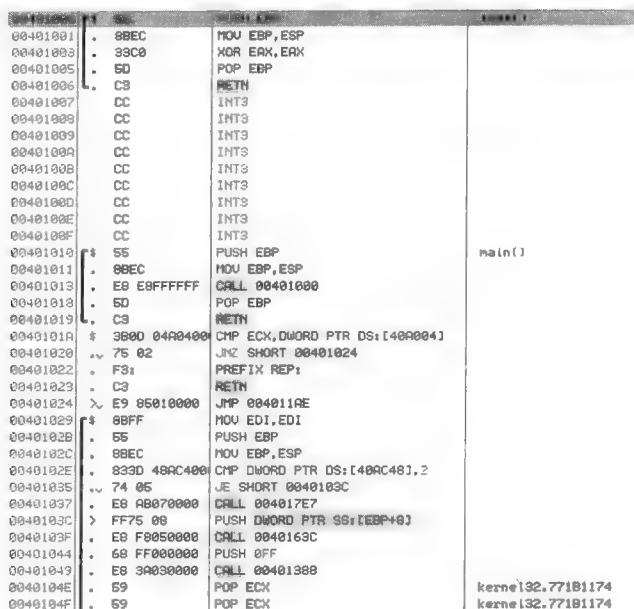 00401000 55 PUSH EBP
00401001 . 8BEC MOV EBP,ESP
00401003 . 33C0 XOR EAX,EAX
00401005 . 5D POP EBP
00401006 . C3 RETN
00401007 CC INT3
00401008 CC INT3
00401009 CC INT3
0040100A CC INT3
0040100B CC INT3
0040100C CC INT3
0040100D CC INT3
0040100E CC INT3
0040100F CC INT3
00401010 $ 55 PUSH EBP main()
00401011 . 8BEC MOV EBP,ESP
00401013 . E8 E8FFFFFF CALL 00401000
00401018 . 5D POP EBP
00401019 . C3 RETN
0040101A $ 3B0D 04A0400 CMP ECX,DWORD PTR DS:[40A004]
00401020 .v 75 02 JNZ SHORT 00401024
00401022 . F3: PREFIX REP:
00401023 . C3 RETN
00401024 >v E9 85010000 JMP 004011AE
00401029 $ 8BFF MOV EDI,EDI
0040102B . 55 PUSH EBP
0040102C . 8BEC MOV EBP,ESP
0040102E . 833D 48AC400 CMP DWORD PTR DS:[40AC48],2
00401035 .v 74 05 JE SHORT 0040103C
00401037 . E8 AB070000 CALL 004017E7
0040103C > FF75 08 PUSH DWORD PTR SS:[EBP+8]
0040103F . E8 F8050000 CALL 0040163C
00401044 . 68 FF000000 PUSH 0FF
00401049 . E8 3A030000 CALL 00401388
0040104E . 59 POP ECX kernel32.77181174
0040104F . 59 POP ECX kernel32.77181174